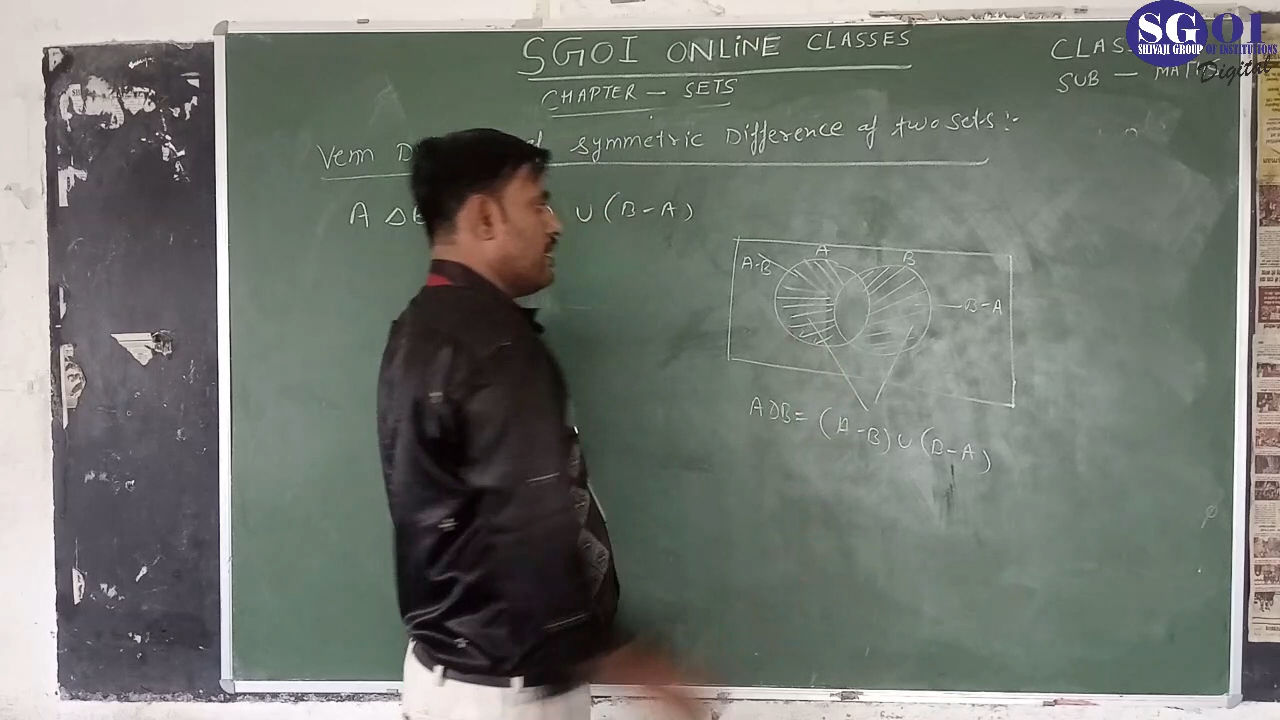 SGOI ONLINE CLASSES
CLAS
SUB - MATHS
SGOI
SHIVAJI GROUP OF INSTITUTIONS
Digital
CHAPTER - SETS
Venn D symmetric Difference of two sets :-
A Δ B ∪ (B - A)
A B
A-B
B-A
A Δ B = (A - B) ∪ (B - A)